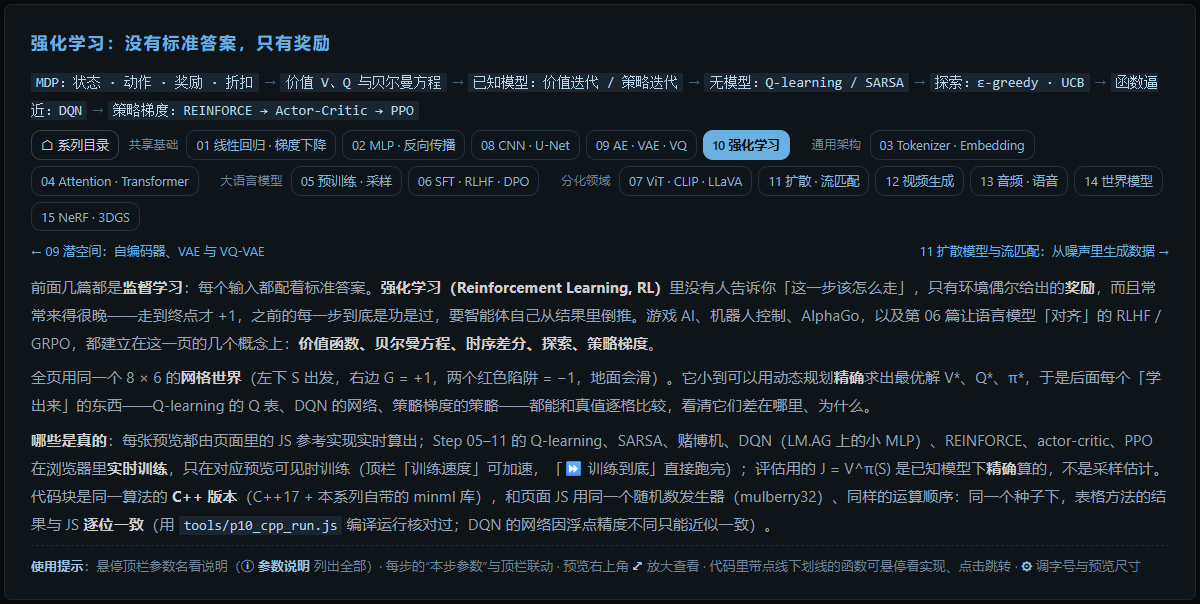 强化学习：没有标准答案，只有奖励
MDP：状态 · 动作 · 奖励 · 折扣 → 价值 V、Q 与贝尔曼方程 → 已知模型：价值迭代 / 策略迭代 → 无模型：Q-learning / SARSA → 探索：ε-greedy · UCB → 函数逼
近：DQN → 策略梯度：REINFORCE → Actor-Critic → PPO
⌂ 系列目录 共享基础 01 线性回归 · 梯度下降 02 MLP · 反向传播 08 CNN · U-Net 09 AE · VAE · VQ 10 强化学习 通用架构 03 Tokenizer · Embedding
04 Attention · Transformer 大语言模型 05 预训练 · 采样 06 SFT · RLHF · DPO 分化领域 07 ViT · CLIP · LLaVA 11 扩散 · 流匹配 12 视频生成 13 音频 · 语音 14 世界模型
15 NeRF · 3DGS
← 09 潜空间：自编码器、VAE 与 VQ-VAE 11 扩散模型与流匹配：从噪声里生成数据 →
前面几篇都是监督学习：每个输入都配着标准答案。强化学习（Reinforcement Learning, RL）里没有人告诉你「这一步该怎么走」，只有环境偶尔给出的奖励，而且常
常来得很晚——走到终点才 +1，之前的每一步到底是功是过，要智能体自己从结果里倒推。游戏 AI、机器人控制、AlphaGo，以及第 06 篇让语言模型「对齐」的 RLHF /
GRPO，都建立在这一页的几个概念上：价值函数、贝尔曼方程、时序差分、探索、策略梯度。
全页用同一个 8 × 6 的网格世界（左下 S 出发，右边 G = +1，两个红色陷阱 = −1，地面会滑）。它小到可以用动态规划精确求出最优解 V*、Q*、π*，于是后面每个「学
出来」的东西——Q-learning 的 Q 表、DQN 的网络、策略梯度的策略——都能和真值逐格比较，看清它们差在哪里、为什么。
哪些是真的：每张预览都由页面里的 JS 参考实现实时算出；Step 05–11 的 Q-learning、SARSA、赌博机、DQN（LM.AG 上的小 MLP）、REINFORCE、actor-critic、PPO
在浏览器里实时训练，只在对应预览可见时训练（顶栏「训练速度」可加速，「⏩ 训练到底」直接跑完）；评估用的 J = V^π(S) 是已知模型下精确算的，不是采样估计。
代码块是同一算法的 C++ 版本（C++17 + 本系列自带的 minml 库），和页面 JS 用同一个随机数发生器（mulberry32）、同样的运算顺序：同一个种子下，表格方法的结
果与 JS 逐位一致（用 tools/p10_cpp_run.js 编译运行核对过；DQN 的网络因浮点精度不同只能近似一致）。
使用提示：悬停顶栏参数名看说明（ⓘ 参数说明 列出全部）· 每步的“本步参数”与顶栏联动 · 预览右上角 ⤢ 放大查看 · 代码里带点线下划线的函数可悬停看实现、点击跳转 · ⚙ 调字号与预览尺寸